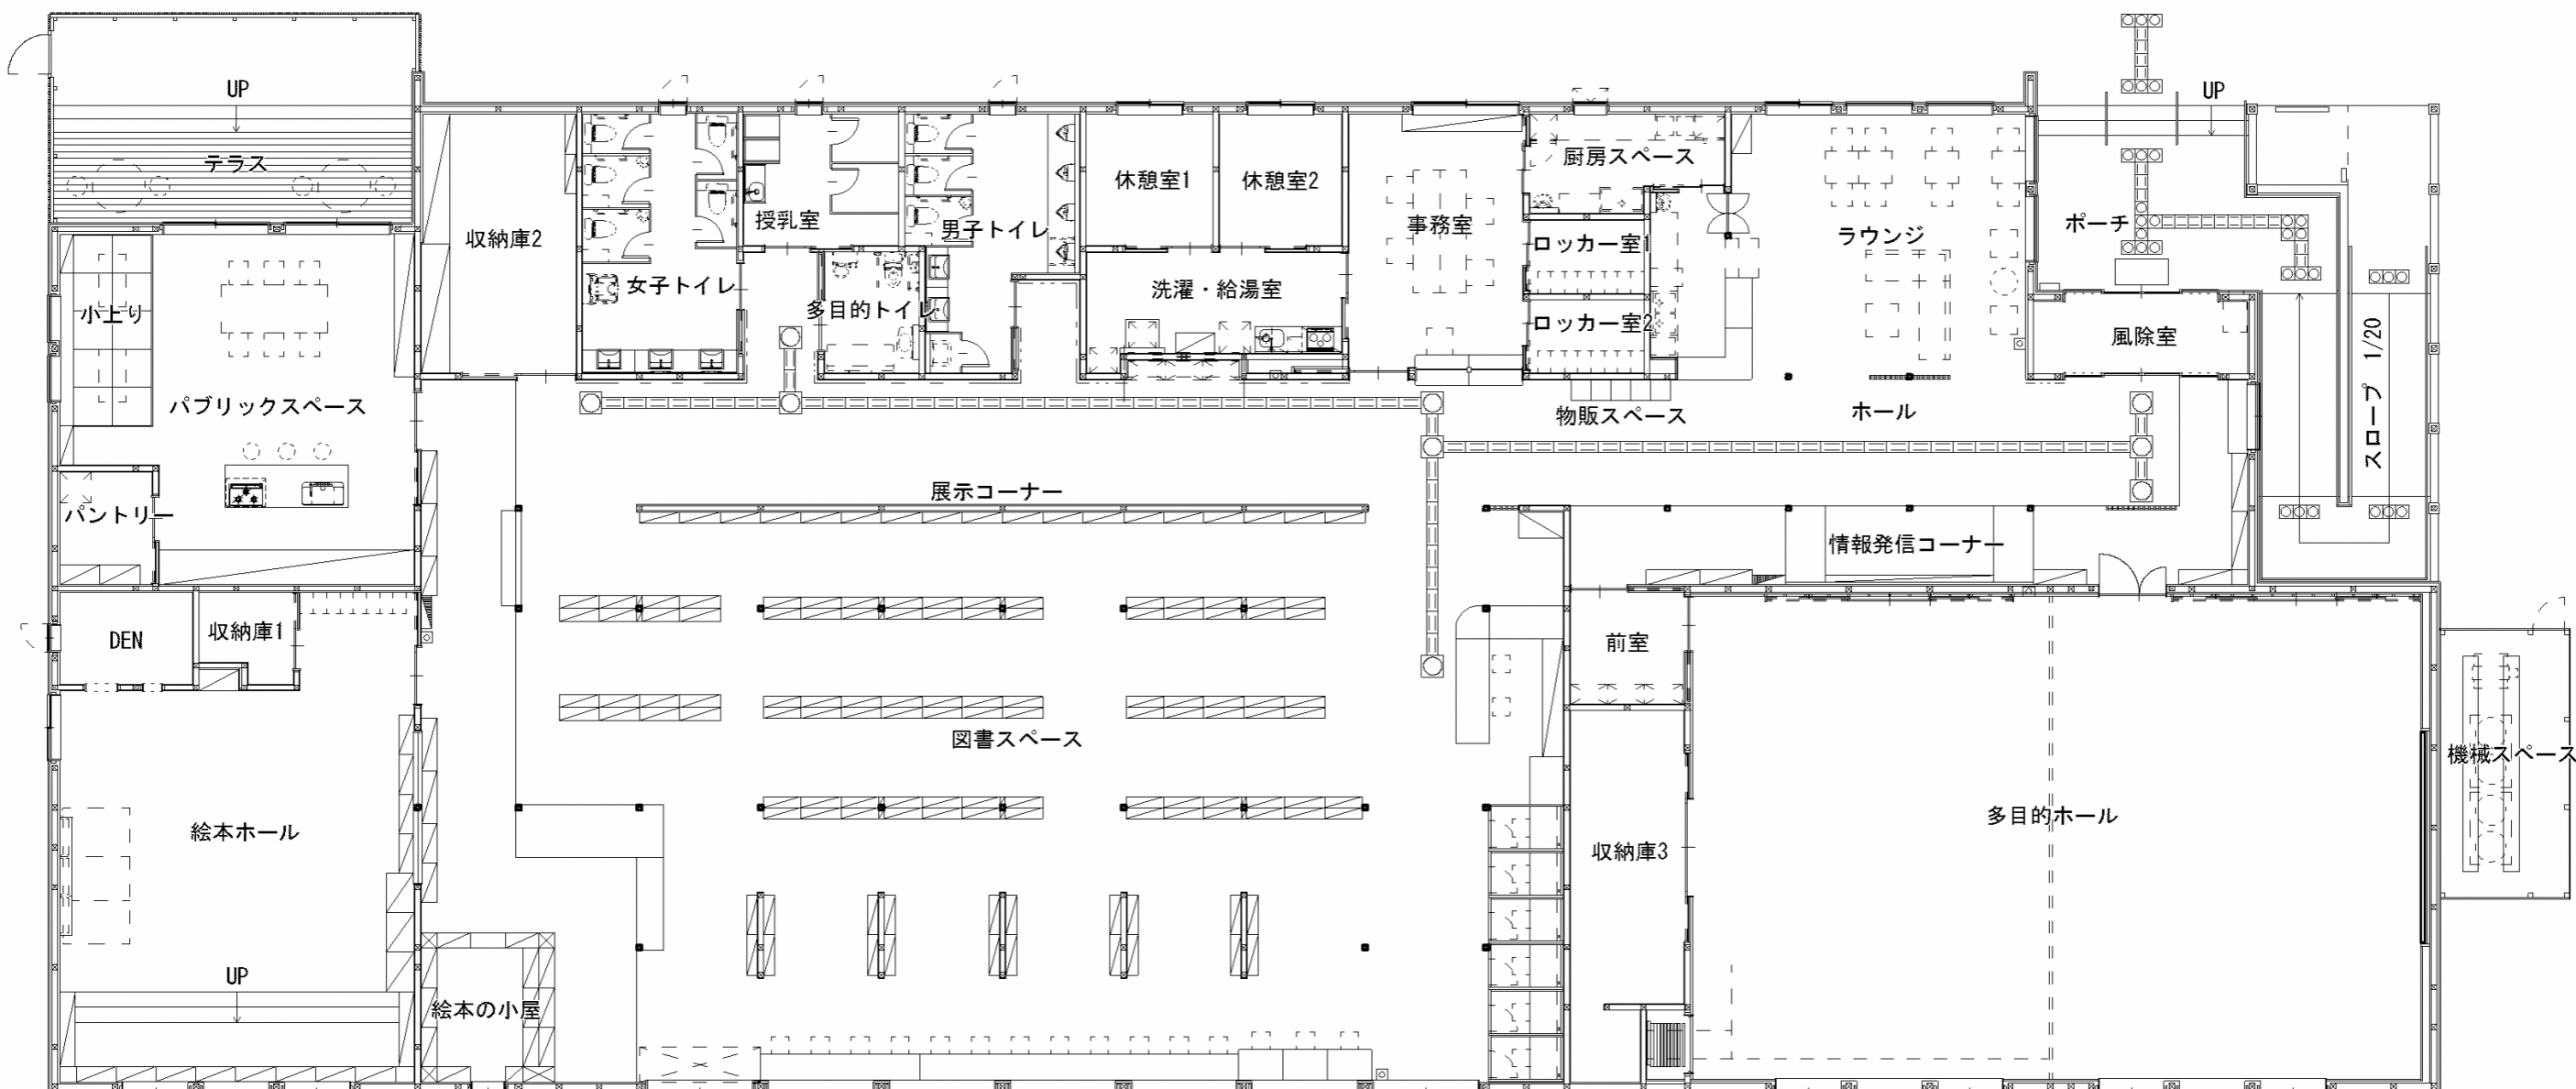 UP
UP
テラス
厨房スペース
休憩室1
休憩室2
授乳室
事務室
ポーチ
男子トイレ
ラウンジ
収納庫2
ロッカー室1
女子トイレ
洗濯・給湯室
小上り
多目的トイレ
ロッカー室2
風除室
スロープ 1/20
パブリックスペース
物販スペース
ホール
展示コーナー
パントリー
情報発信コーナー
DEN
収納庫1
前室
図書スペース
機械スペース
多目的ホール
絵本ホール
収納庫3
UP
絵本の小屋